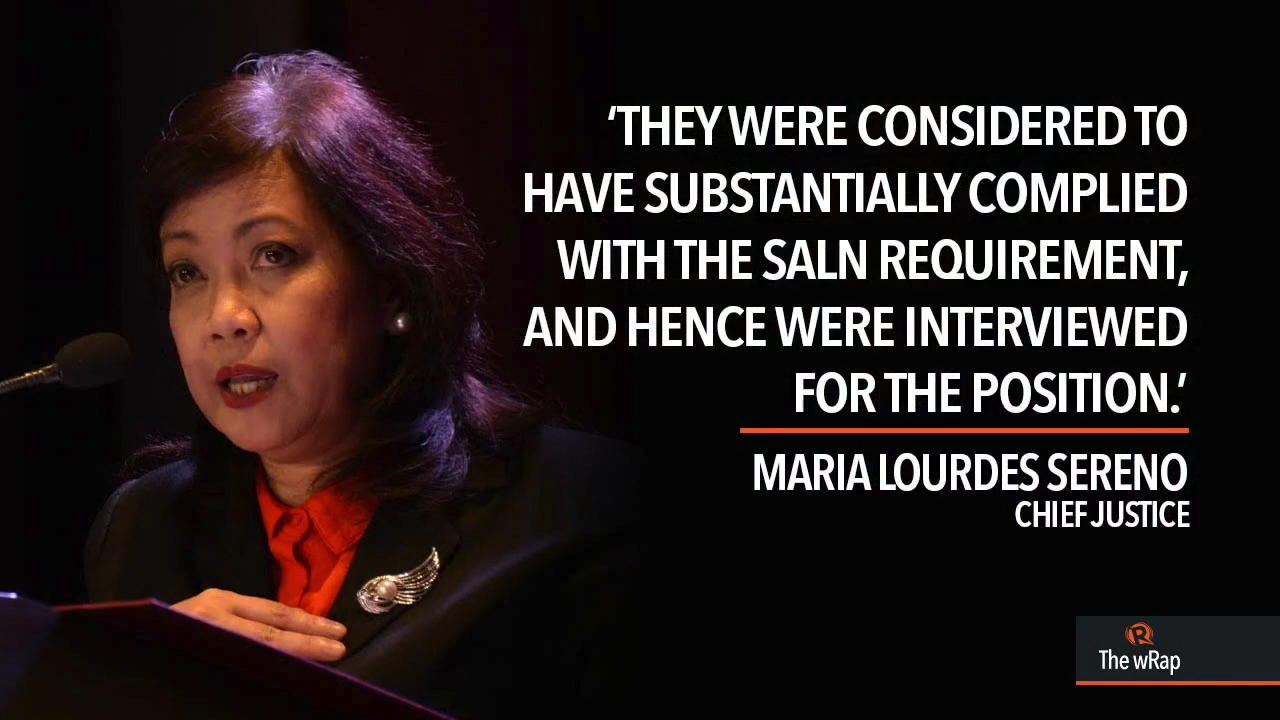 ‘THEY WERE CONSIDERED TO
HAVE SUBSTANTIALLY COMPLIED
WITH THE SALN REQUIREMENT,
AND HENCE WERE INTERVIEWED
FOR THE POSITION.’
MARIA LOURDES SERENO
CHIEF JUSTICE
R
The wRap